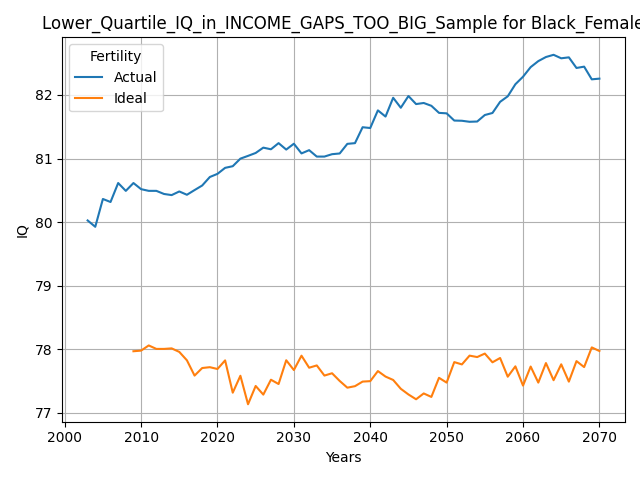 Lower_Quartile_IQ_in_INCOME_GAPS_TOO_BIG_Sample for Black_Female
Fertility
Actual
Ideal
82
81
80
79
78
77
IQ
2000 2010 2020 2030 2040 2050 2060 2070
Years